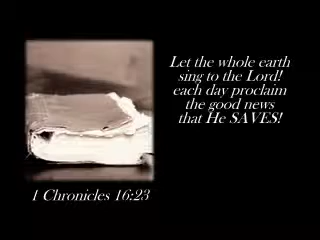 Let the whole earth
sing to the Lord!
each day proclaim
the good news
that He SAVES!
1 Chronicles 16:23